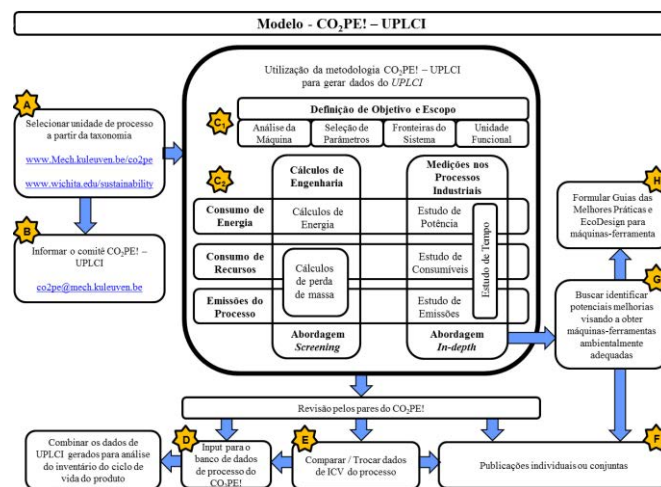 Modelo - CO₂PE! – UPLCI
Utilização da metodologia CO₂PE! – UPLCI
para gerar dados do UPLCI
Definição de Objetivo e Escopo
C₁
Análise da
Máquina
Seleção de
Parâmetros
Fronteiras do
Sistema
Unidade
Funcional
A
Selecionar unidade de processo
a partir da taxonomia
www.Mech.kuleuven.be/co2pe
www.wichita.edu/sustainability
B
Informar o comitê CO₂PE! –
UPLCI
co2pe@mech.kuleuven.be
C₂
Cálculos de
Engenharia
Medições nos
Processos
Industriais
Consumo de
Energia
Cálculos de
Energia
Estudo de
Potência
Consumo de
Recursos
Cálculos
de perda
de massa
Estudo de
Consumíveis
Estudo de Tempo
Emissões do
Processo
Estudo de
Emissões
Abordagem
Screening
Abordagem
In-depth
H
Formular Guias das
Melhores Práticas e
EcoDesign para
máquinas-ferramenta
G
Buscar identificar
potenciais melhorias
visando a obter
máquinas-ferramentas
ambientalmente
adequadas
Revisão pelos pares do CO₂PE!
Combinar os dados de
UPLCI gerados para análise
do inventário do ciclo de
vida do produto
D
Input para o
banco de dados
de processo do
CO₂PE!
E
Comparar / Trocar dados
de ICV do processo
F
Publicações individuais ou conjuntas